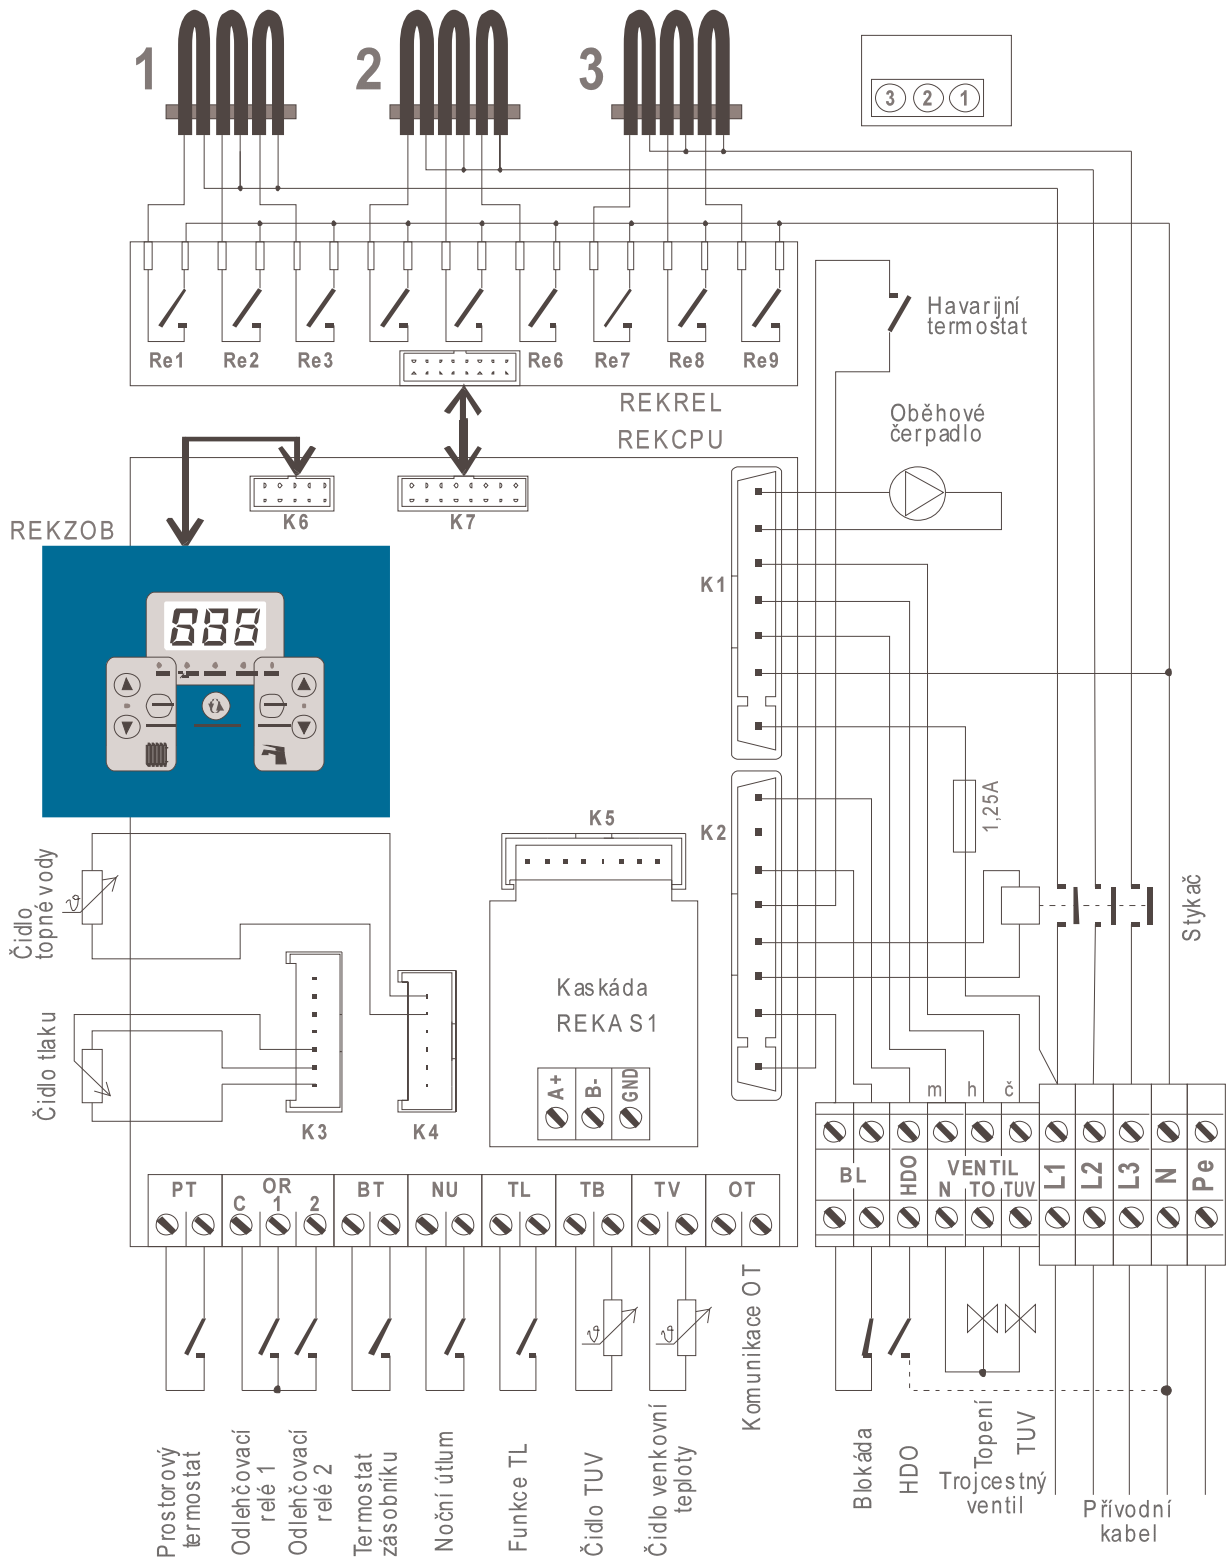 1
2
3
3 2 1
Re1 Re2 Re3 Re6 Re7 Re8 Re9
Havarijní
termostat
REKREL
REKCPU
Oběhové
čerpadlo
K6
K7
REKZOB
K1
1,25A
K5
K2
Stykač
Čidlo
topné vody
Kaskáda
REKA S1
Čidlo tlaku
A+ B- GND
K3
K4
m h č
PT OR BT NU TL TB TV OT
C 1 2
BL HDO VENTIL L1 L2 L3 N Pe
N TO TUV
Prostorový
termostat
Odlehčovací
relé 1
Odlehčovací
relé 2
Termostat
zásobníku
Noční útlum
Funkce TL
Čidlo TUV
Čidlo venkovní
teploty
Komunikace OT
Blokáda
HDO
Topení
TUV
Trojcestný
ventil
Přívodní
kabel